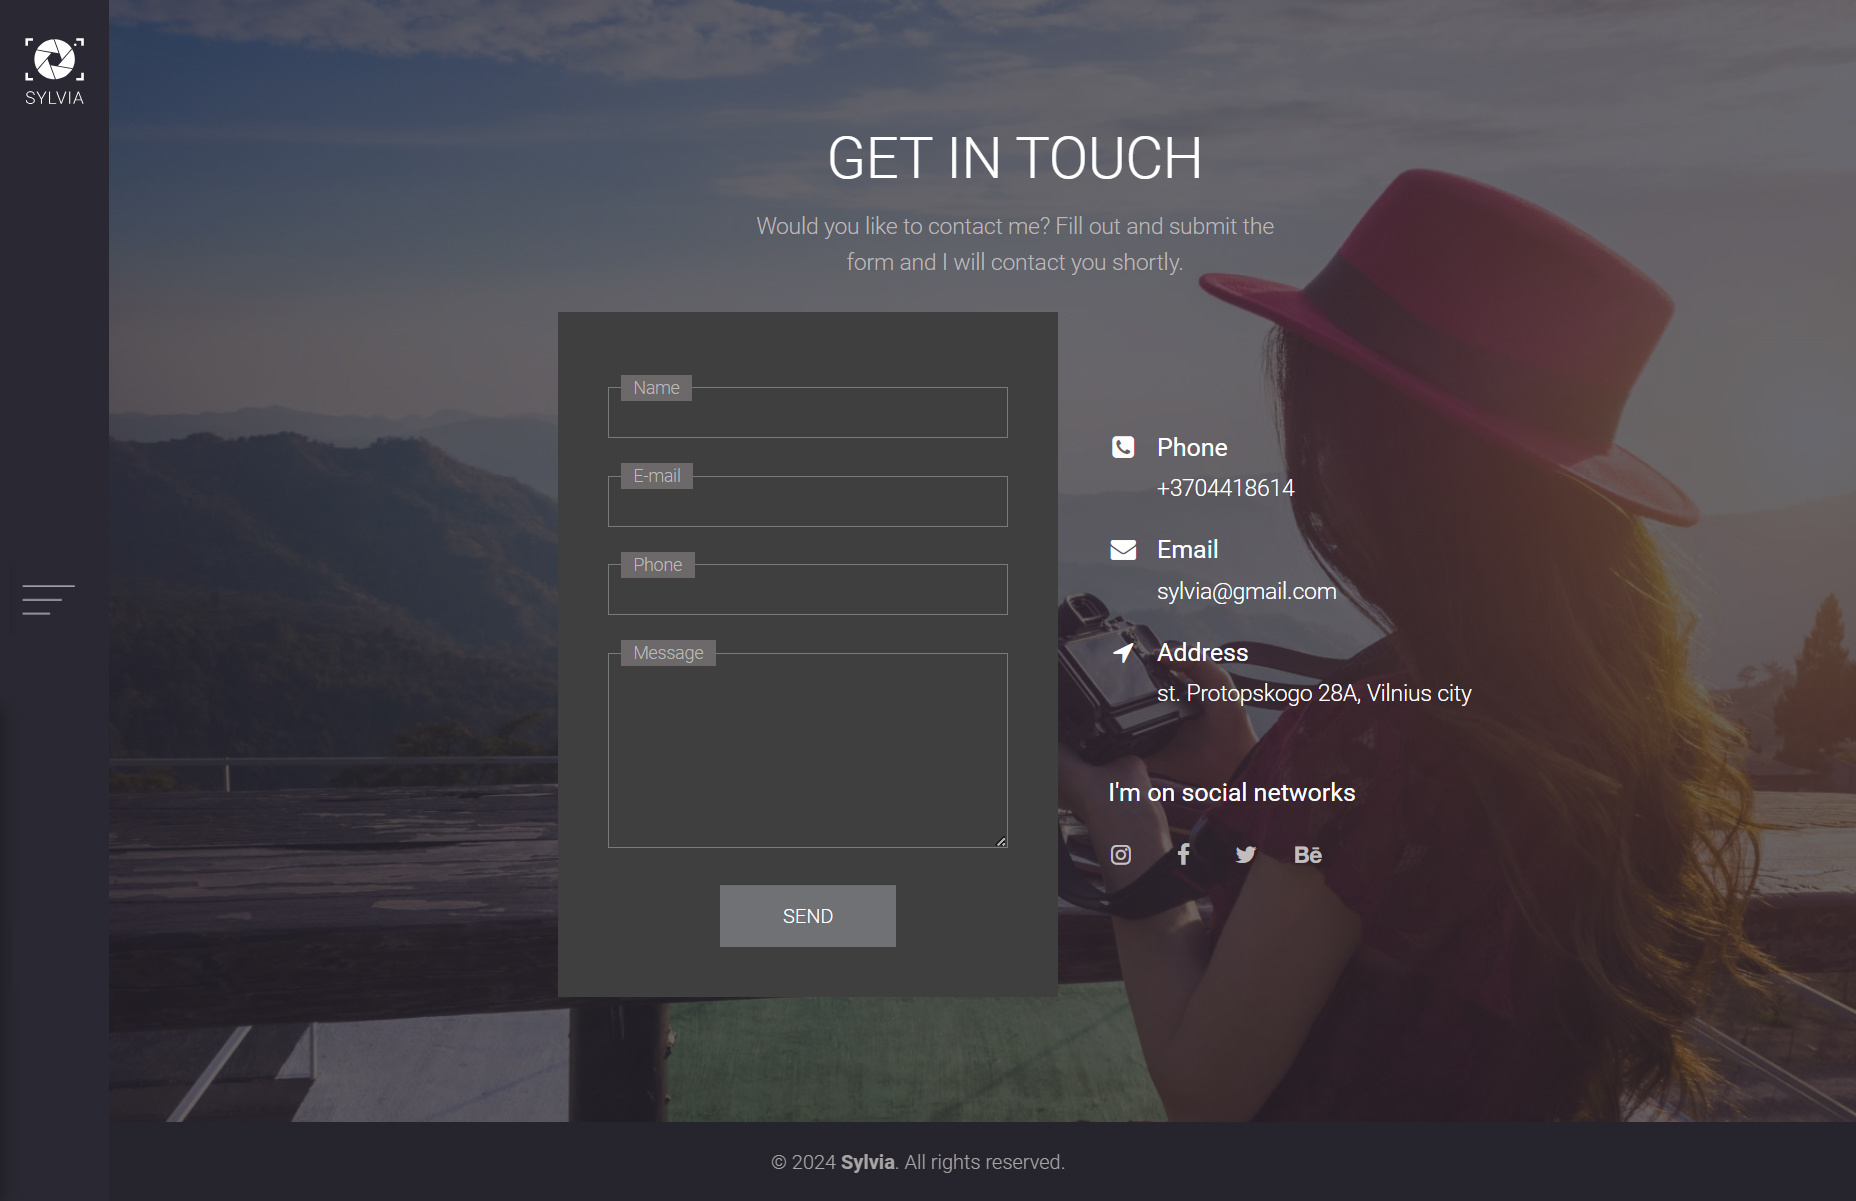 SYLVIA
GET IN TOUCH
Would you like to contact me? Fill out and submit the
form and I will contact you shortly.
Name
E-mail
Phone
Message
SEND
Phone
+3704418614
Email
sylvia@gmail.com
Address
st. Protopskogo 28A, Vilnius city
I'm on social networks
Bē
© 2024 Sylvia. All rights reserved.